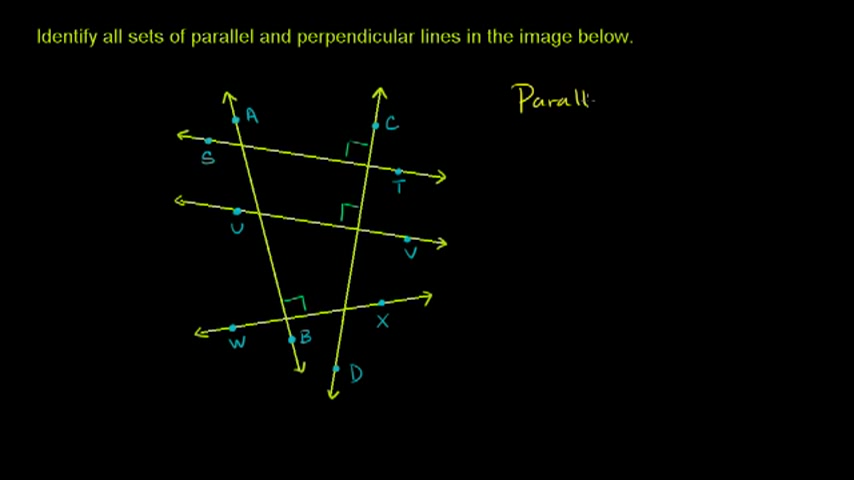 Identify all sets of parallel and perpendicular lines in the image below.
Parall
A
C
S
T
U
V
X
W
B
D